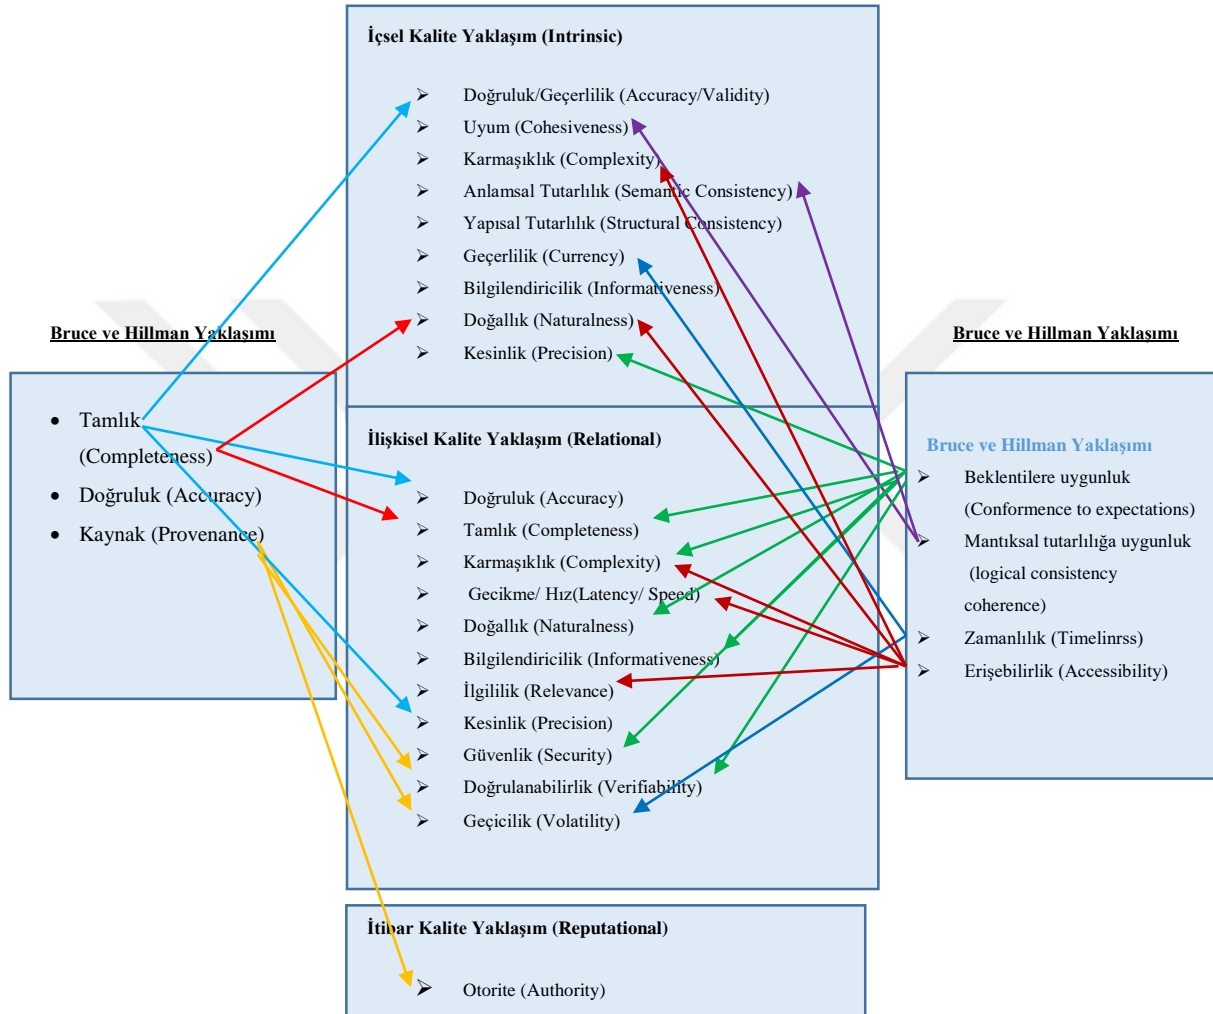 İçsel Kalite Yaklaşım (Intrinsic)
Doğruluk/Geçerlilik (Accuracy/Validity)
Uyum (Cohesiveness)
Karmaşıklık (Complexity)
Anlamsal Tutarlılık (Semantic Consistency)
Yapısal Tutarlılık (Structural Consistency)
Geçerlilik (Currency)
Bilgilendiricilik (Informativeness)
Doğallık (Naturalness)
Kesinlik (Precision)
Bruce ve Hillman Yaklaşımı
Tamlık
(Completeness)
Doğruluk (Accuracy)
Kaynak (Provenance)
İlişkisel Kalite Yaklaşım (Relational)
Doğruluk (Accuracy)
Tamlık (Completeness)
Karmaşıklık (Complexity)
Gecikme/ Hız(Latency/ Speed)
Doğallık (Naturalness)
Bilgilendiricilik (Informativeness)
İlgililik (Relevance)
Kesinlik (Precision)
Güvenlik (Security)
Doğrulanabilirlik (Verifiability)
Geçicilik (Volatility)
Bruce ve Hillman Yaklaşımı
Bruce ve Hillman Yaklaşımı
Beklentilere uygunluk
(Conformence to expectations)
Mantıksal tutarlılığa uygunluk
(logical consistency
coherence)
Zamanlılık (Timelinrss)
Erişebilirlik (Accessibility)
İtibar Kalite Yaklaşım (Reputational)
Otorite (Authority)